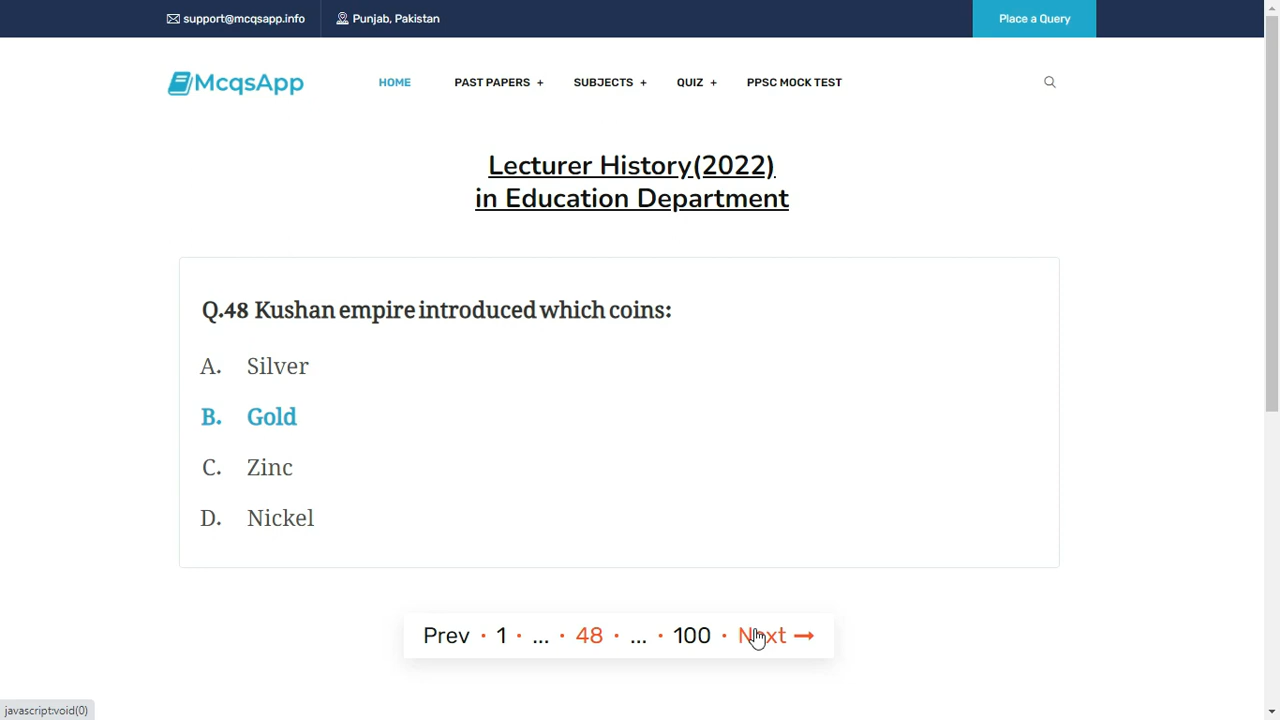 support@mcqsapp.info
Punjab, Pakistan
Place a Query
McqsApp
HOME
PAST PAPERS +
SUBJECTS +
QUIZ +
PPSC MOCK TEST
Lecturer History(2022)
in Education Department
Q.48 Kushan empire introduced which coins:
A. Silver
B. Gold
C. Zinc
D. Nickel
Prev · 1 · ... · 48 · ... · 100 · Next →
javascript:void(0)